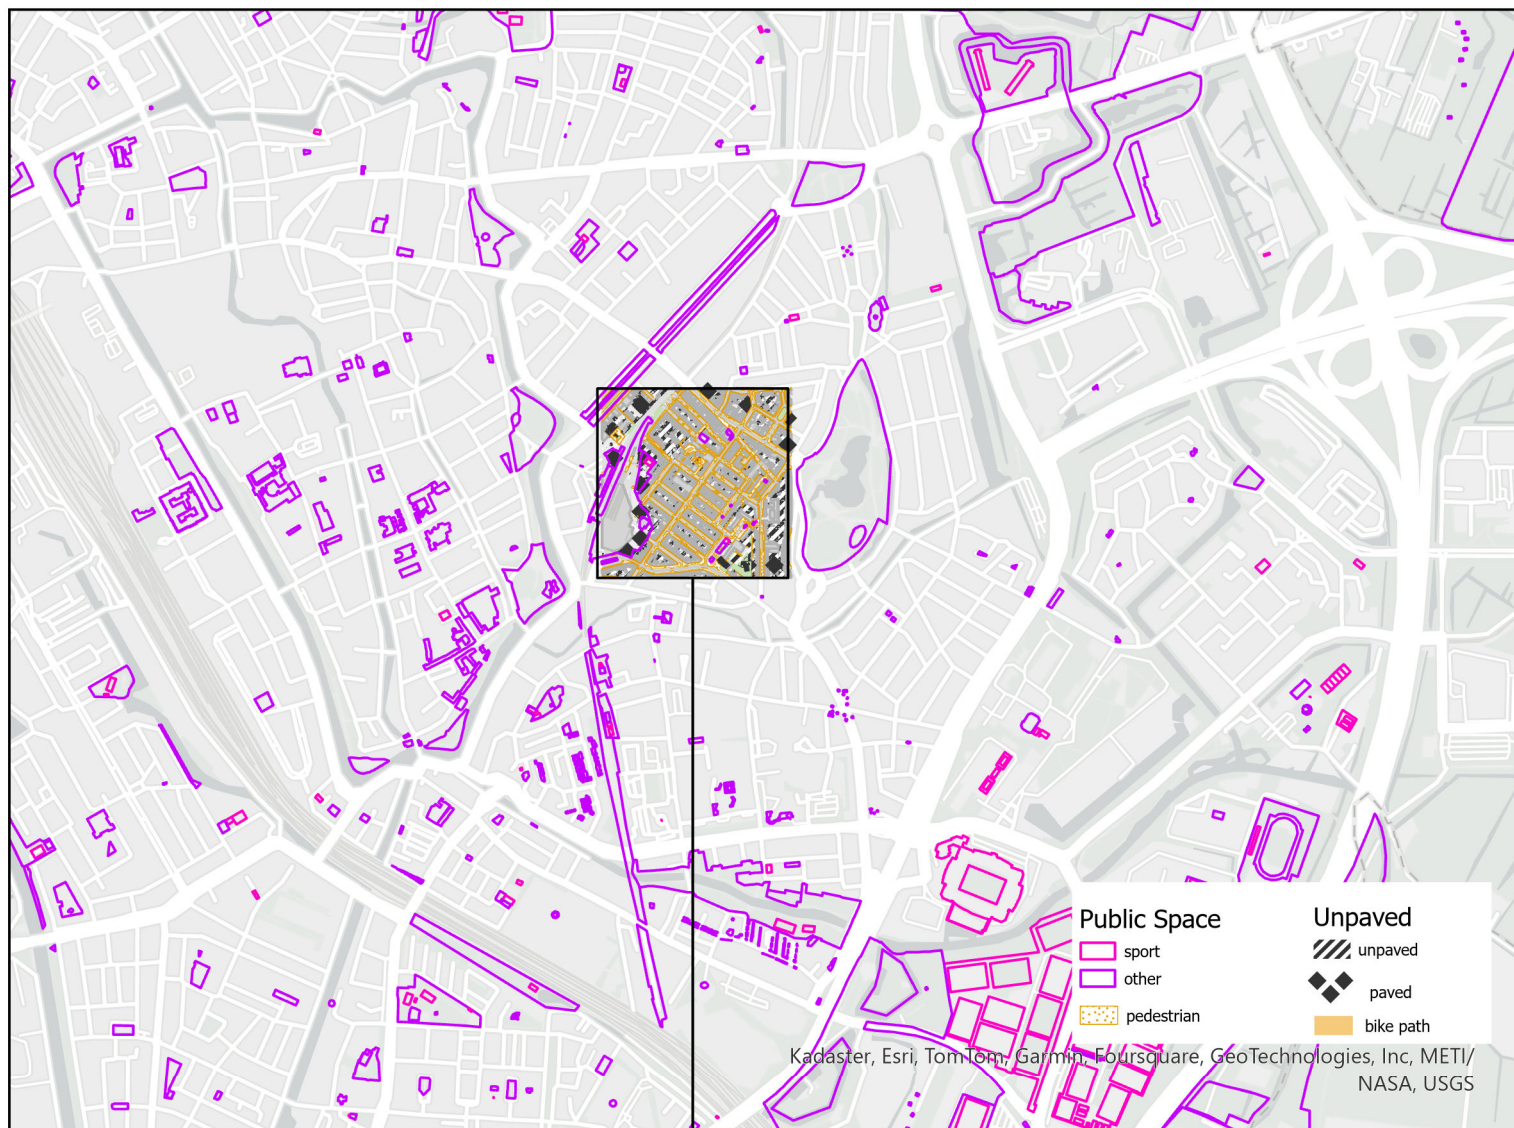 Public Space
sport
other
pedestrian
Unpaved
unpaved
paved
bike path
Kadaster, Esri, TomTom, Garmin, Foursquare, GeoTechnologies, Inc, METI/
NASA, USGS